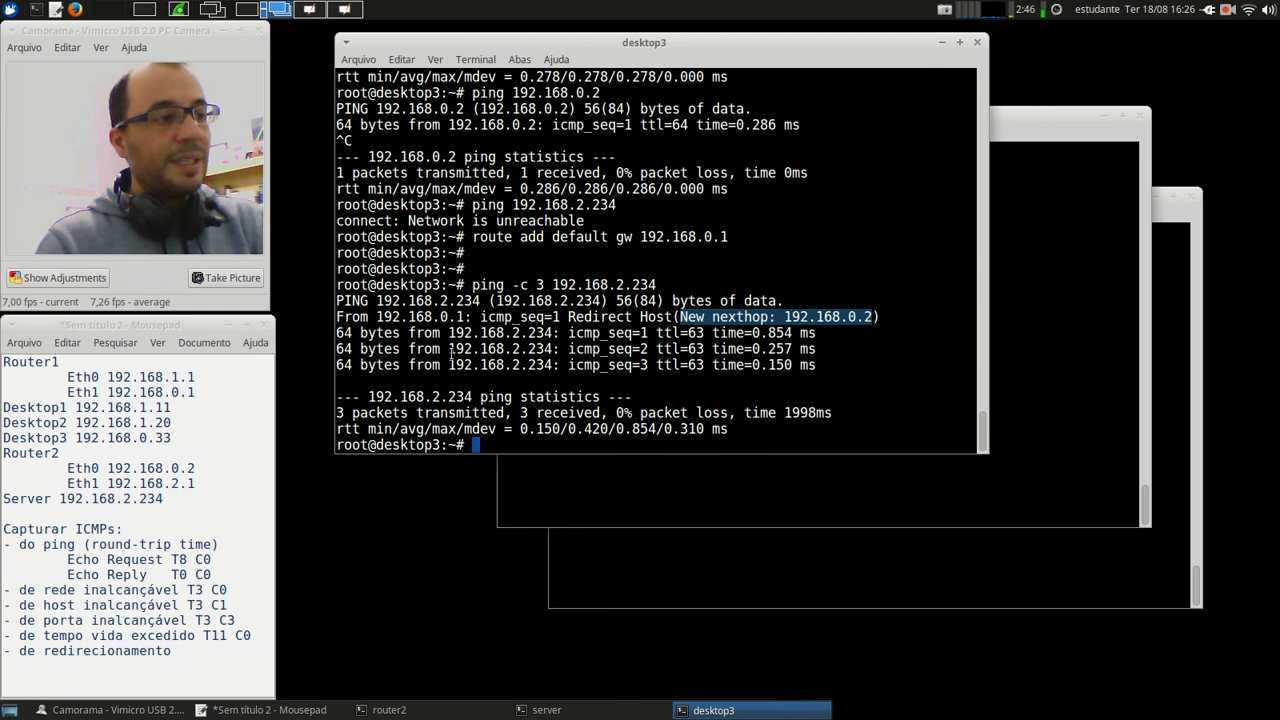 2:46
estudante Ter 18/08 16:26
Camorama - Vimicro USB 2.0 PC Camera
Arquivo Editar Ver Ajuda
Show Adjustments
Take Picture
7,00 fps - current 7,26 fps - average
*Sem título 2 - Mousepad
Arquivo Editar Pesquisar Ver Documento Ajuda
Router1
Eth0 192.168.1.1
Eth1 192.168.0.1
Desktop1 192.168.1.11
Desktop2 192.168.1.20
Desktop3 192.168.0.33
Router2
Eth0 192.168.0.2
Eth1 192.168.2.1
Server 192.168.2.234
Capturar ICMPs:
- do ping (round-trip time)
Echo Request T8 C0
Echo Reply T0 C0
- de rede inalcançável T3 C0
- de host inalcançável T3 C1
- de porta inalcançável T3 C3
- de tempo vida excedido T11 C0
- de redirecionamento
desktop3
Arquivo Editar Ver Terminal Abas Ajuda
rtt min/avg/max/mdev = 0.278/0.278/0.278/0.000 ms
root@desktop3:~# ping 192.168.0.2
PING 192.168.0.2 (192.168.0.2) 56(84) bytes of data.
64 bytes from 192.168.0.2: icmp_seq=1 ttl=64 time=0.286 ms
^C
--- 192.168.0.2 ping statistics ---
1 packets transmitted, 1 received, 0% packet loss, time 0ms
rtt min/avg/max/mdev = 0.286/0.286/0.286/0.000 ms
root@desktop3:~# ping 192.168.2.234
connect: Network is unreachable
root@desktop3:~# route add default gw 192.168.0.1
root@desktop3:~#
root@desktop3:~#
root@desktop3:~# ping -c 3 192.168.2.234
PING 192.168.2.234 (192.168.2.234) 56(84) bytes of data.
From 192.168.0.1: icmp_seq=1 Redirect Host(New nexthop: 192.168.0.2)
64 bytes from 192.168.2.234: icmp_seq=1 ttl=63 time=0.854 ms
64 bytes from 192.168.2.234: icmp_seq=2 ttl=63 time=0.257 ms
64 bytes from 192.168.2.234: icmp_seq=3 ttl=63 time=0.150 ms
--- 192.168.2.234 ping statistics ---
3 packets transmitted, 3 received, 0% packet loss, time 1998ms
rtt min/avg/max/mdev = 0.150/0.420/0.854/0.310 ms
root@desktop3:~#
Camorama - Vimicro USB 2....
*Sem título 2 - Mousepad
router2
server
desktop3